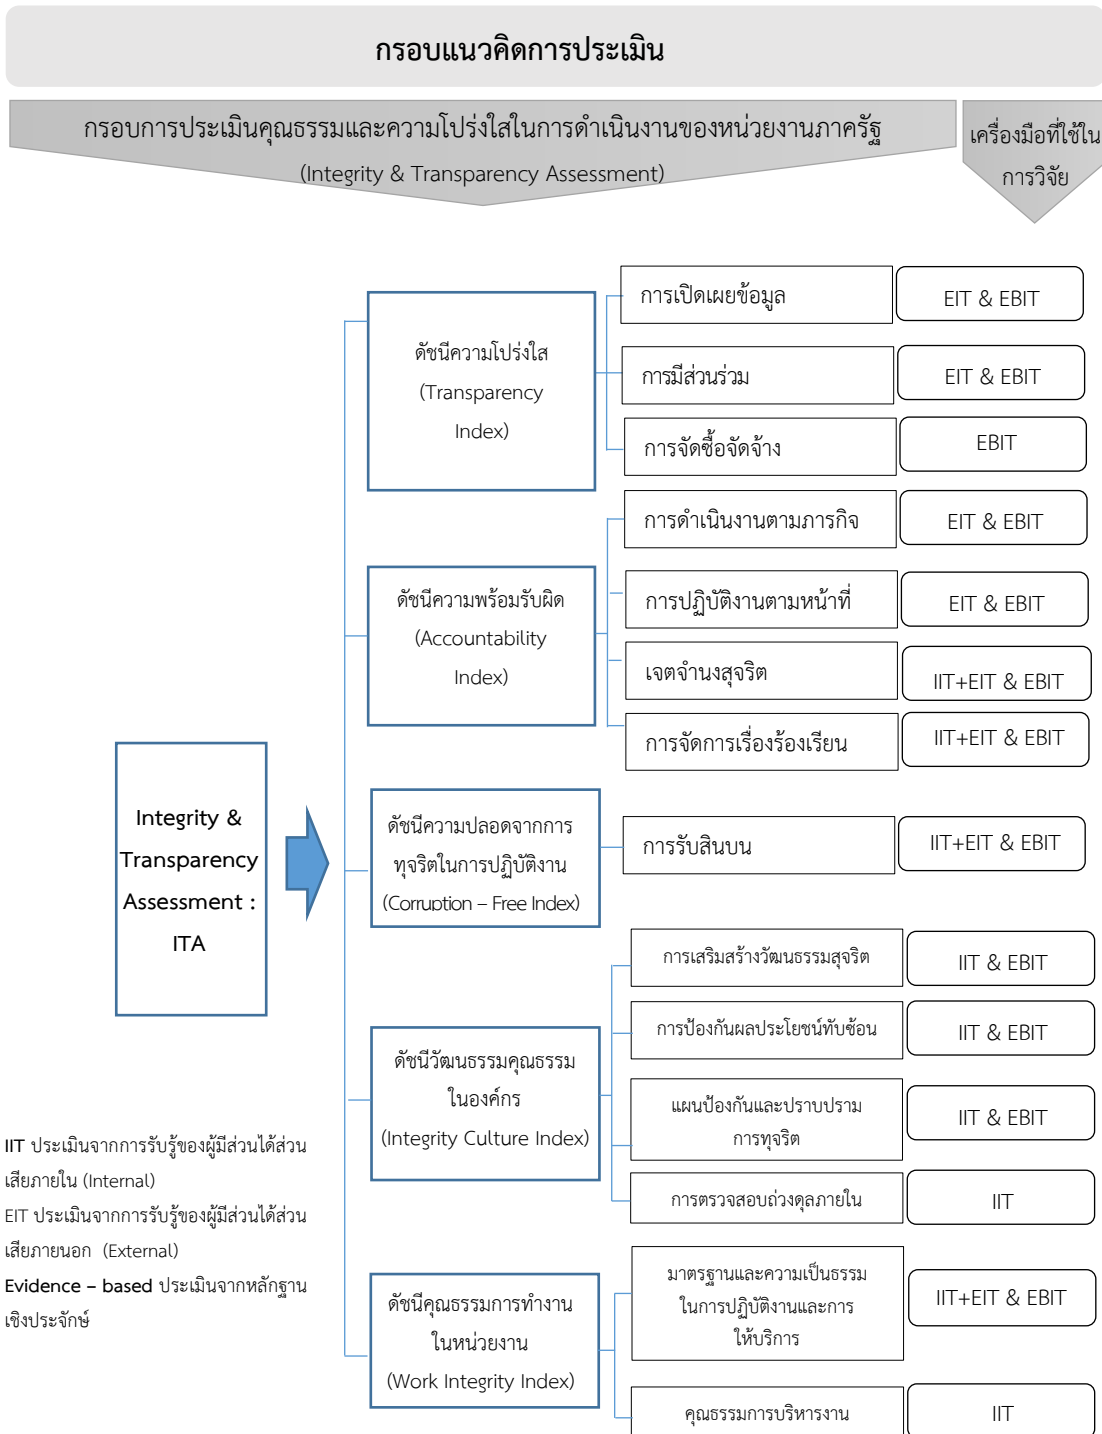 กรอบแนวคิดการประเมิน
กรอบการประเมินคุณธรรมและความโปร่งใสในการดำเนินงานของหน่วยงานภาครัฐ
(Integrity & Transparency Assessment)
เครื่องมือที่ใช้ใน
การวิจัย
Integrity &
Transparency
Assessment :
ITA
ดัชนีความโปร่งใส
(Transparency
Index)
การเปิดเผยข้อมูล
EIT & EBIT
การมีส่วนร่วม
EIT & EBIT
การจัดซื้อจัดจ้าง
EBIT
ดัชนีความพร้อมรับผิด
(Accountability
Index)
การดำเนินงานตามภารกิจ
EIT & EBIT
การปฏิบัติงานตามหน้าที่
EIT & EBIT
เจตจำนงสุจริต
IIT+EIT & EBIT
การจัดการเรื่องร้องเรียน
IIT+EIT & EBIT
ดัชนีความปลอดจากการ
ทุจริตในการปฏิบัติงาน
(Corruption – Free Index)
การรับสินบน
IIT+EIT & EBIT
ดัชนีวัฒนธรรมคุณธรรม
ในองค์กร
(Integrity Culture Index)
การเสริมสร้างวัฒนธรรมสุจริต
IIT & EBIT
การป้องกันผลประโยชน์ทับซ้อน
IIT & EBIT
แผนป้องกันและปราบปราม
การทุจริต
IIT & EBIT
การตรวจสอบถ่วงดุลภายใน
IIT
ดัชนีคุณธรรมการทำงาน
ในหน่วยงาน
(Work Integrity Index)
มาตรฐานและความเป็นธรรม
ในการปฏิบัติงานและการ
ให้บริการ
IIT+EIT & EBIT
คุณธรรมการบริหารงาน
IIT
IIT ประเมินจากการรับรู้ของผู้มีส่วนได้ส่วน
เสียภายใน (Internal)
EIT ประเมินจากการรับรู้ของผู้มีส่วนได้ส่วน
เสียภายนอก (External)
Evidence – based ประเมินจากหลักฐาน
เชิงประจักษ์